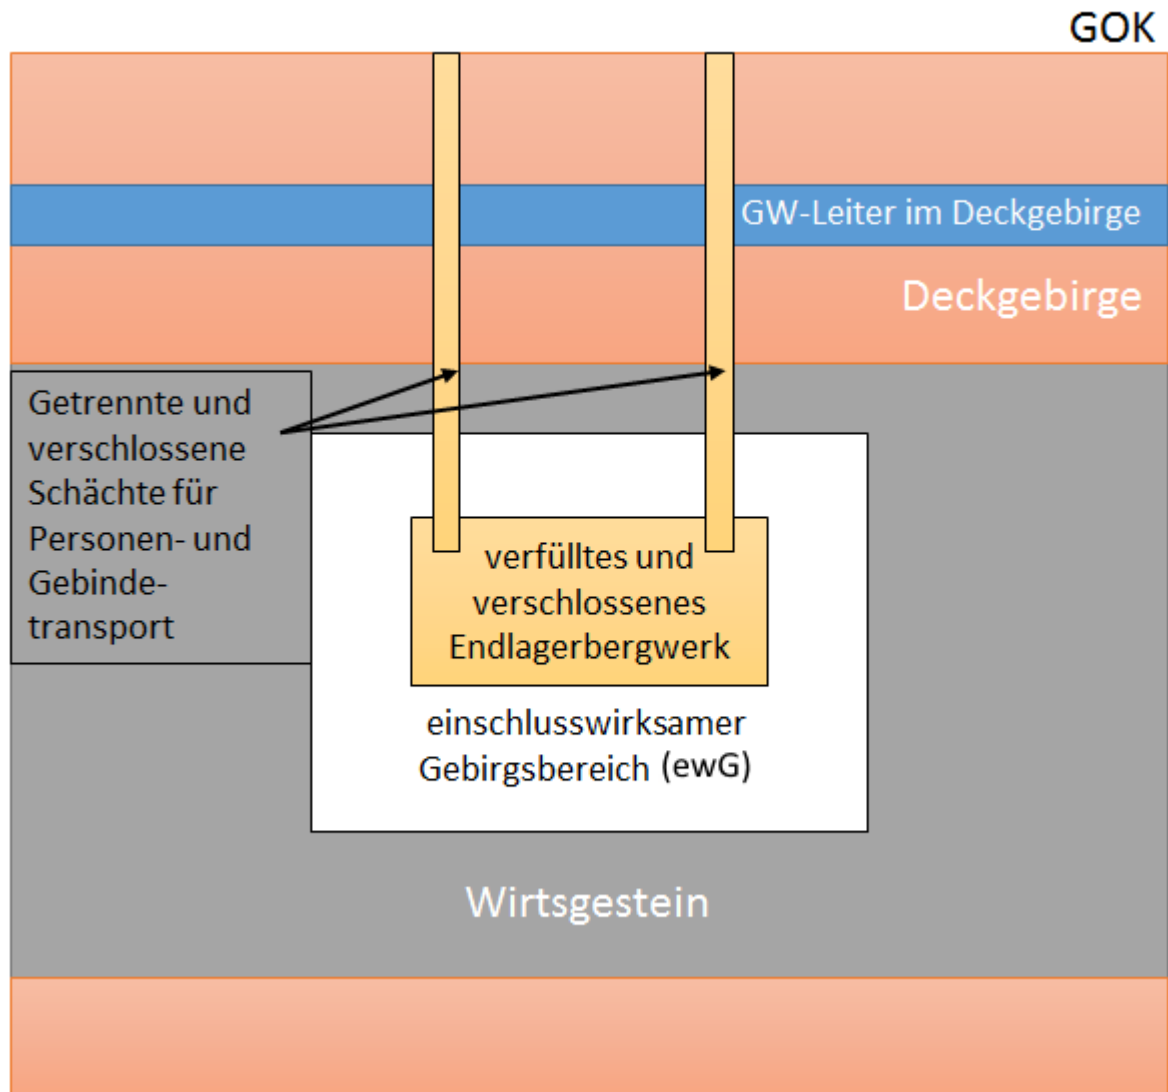 GOK
GW-Leiter im Deckgebirge
Deckgebirge
Getrennte und
verschlossene
Schächte für
Personen- und
Gebinde-
transport
verfülltes und
verschlossenes
Endlagerbergwerk
einschlusswirksamer
Gebirgsbereich (ewG)
Wirtsgestein